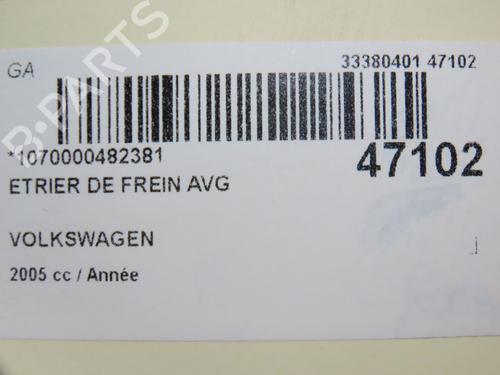 GA 33380401 47102
*1070000482381 47102
ETRIER DE FREIN AVG
VOLKSWAGEN
2005 cc / Année
B-PARTS